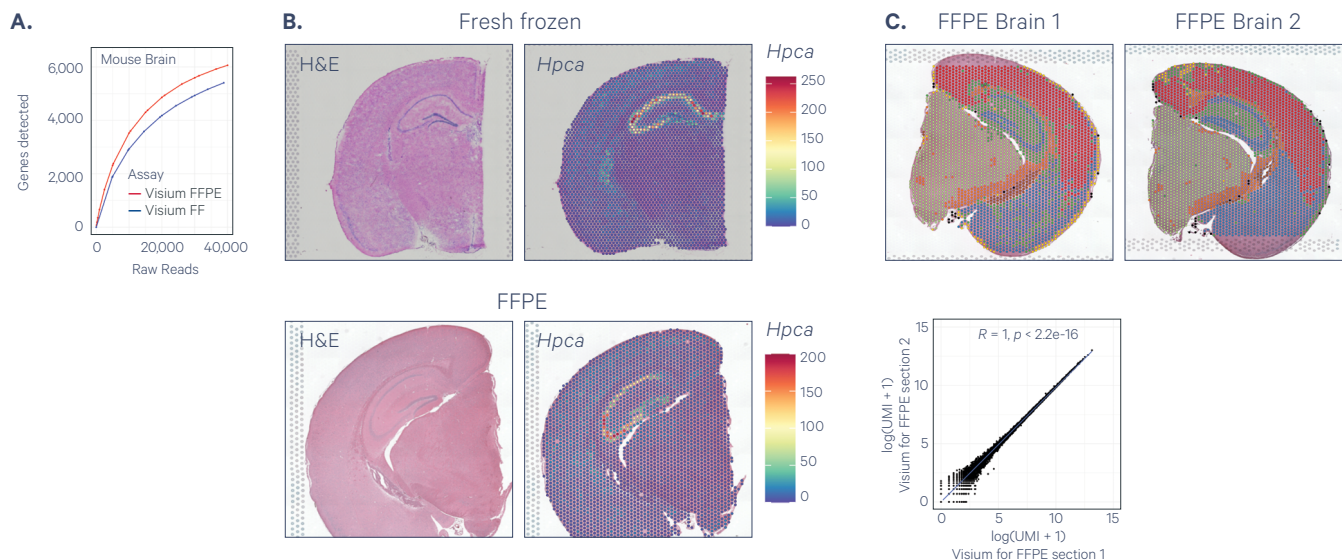 A.
Mouse Brain
Genes detected
6,000
4,000
2,000
0
Assay
Visium FFPE
Visium FF
0
20,000
40,000
Raw Reads
B.
Fresh frozen
H&E
Hpca
Hpca
250
200
150
100
50
0
FFPE
H&E
Hpca
Hpca
200
150
100
50
0
C.
FFPE Brain 1
FFPE Brain 2
R = 1, p < 2.2e-16
log(UMI + 1)
Visium for FFPE section 2
15
10
5
0
0
5
10
15
log(UMI + 1)
Visium for FFPE section 1